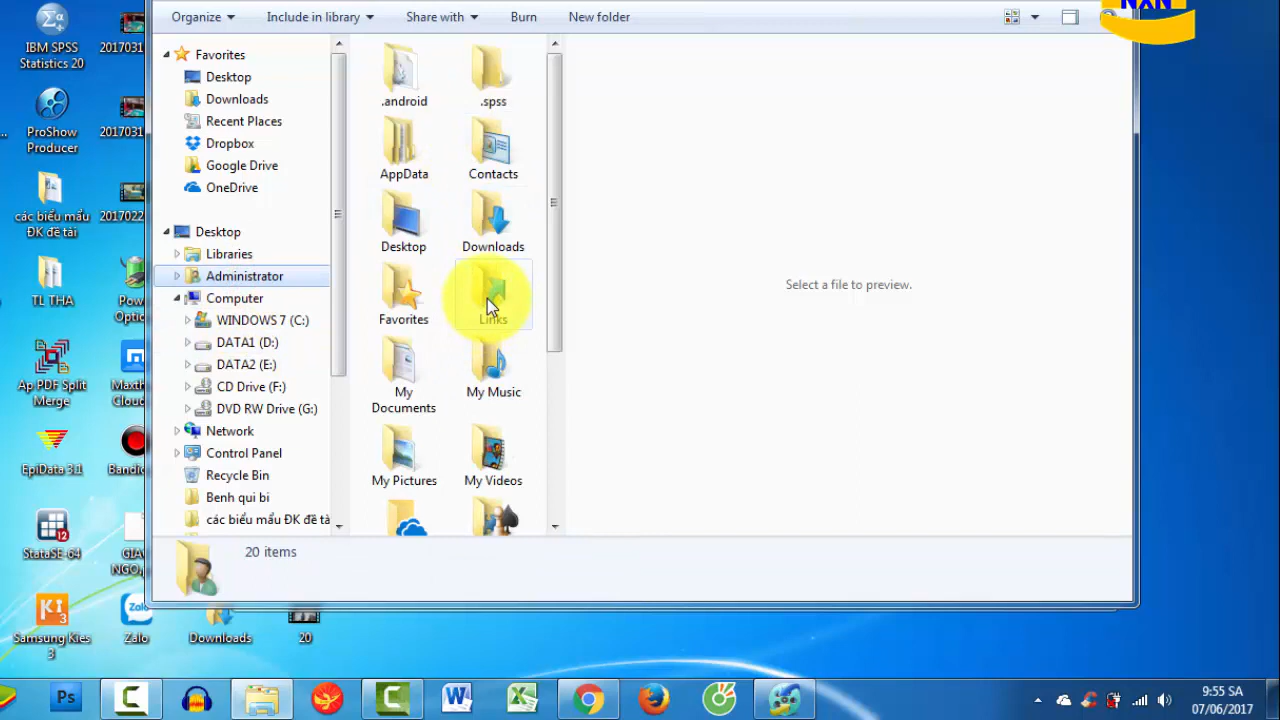 Organize
Include in library
Share with
Burn
New folder
NXN
IBM SPSS
Statistics 20
2017031
ProShow
Producer
2017031
các biểu mẫu
ĐK đề tài
2017022
TL THA
Pow
Optic
Ap PDF Split
Merge
Maxth
Cloud
EpiData 3.1
Bandic
StataSE-64
GIA
NGO,
Samsung Kies
3
Zalo
Downloads
20
Favorites
Desktop
Downloads
Recent Places
Dropbox
Google Drive
OneDrive
Desktop
Libraries
Administrator
Computer
WINDOWS 7 (C:)
DATA1 (D:)
DATA2 (E:)
CD Drive (F:)
DVD RW Drive (G:)
Network
Control Panel
Recycle Bin
Benh qui bi
các biểu mẫu ĐK đề tà
.android
.spss
AppData
Contacts
Desktop
Downloads
Favorites
Links
My
Documents
My Music
My Pictures
My Videos
Select a file to preview.
20 items
Ps
9:55 SA
07/06/2017